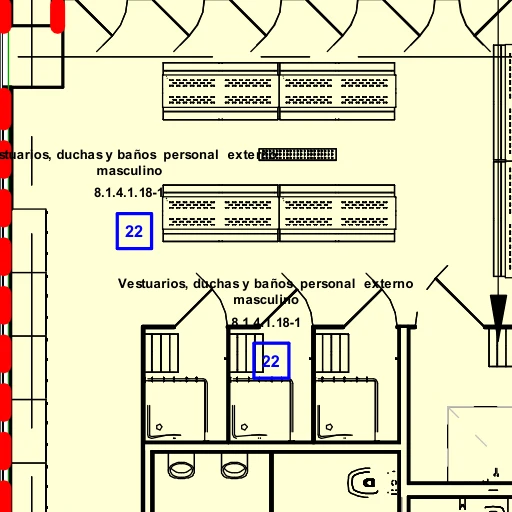 stuarios, duchas y baños personal externo
masculino
8.1.4.1.18-1
22
Vestuarios, duchas y baños personal externo
masculino
8.1.4.1.18-1
22